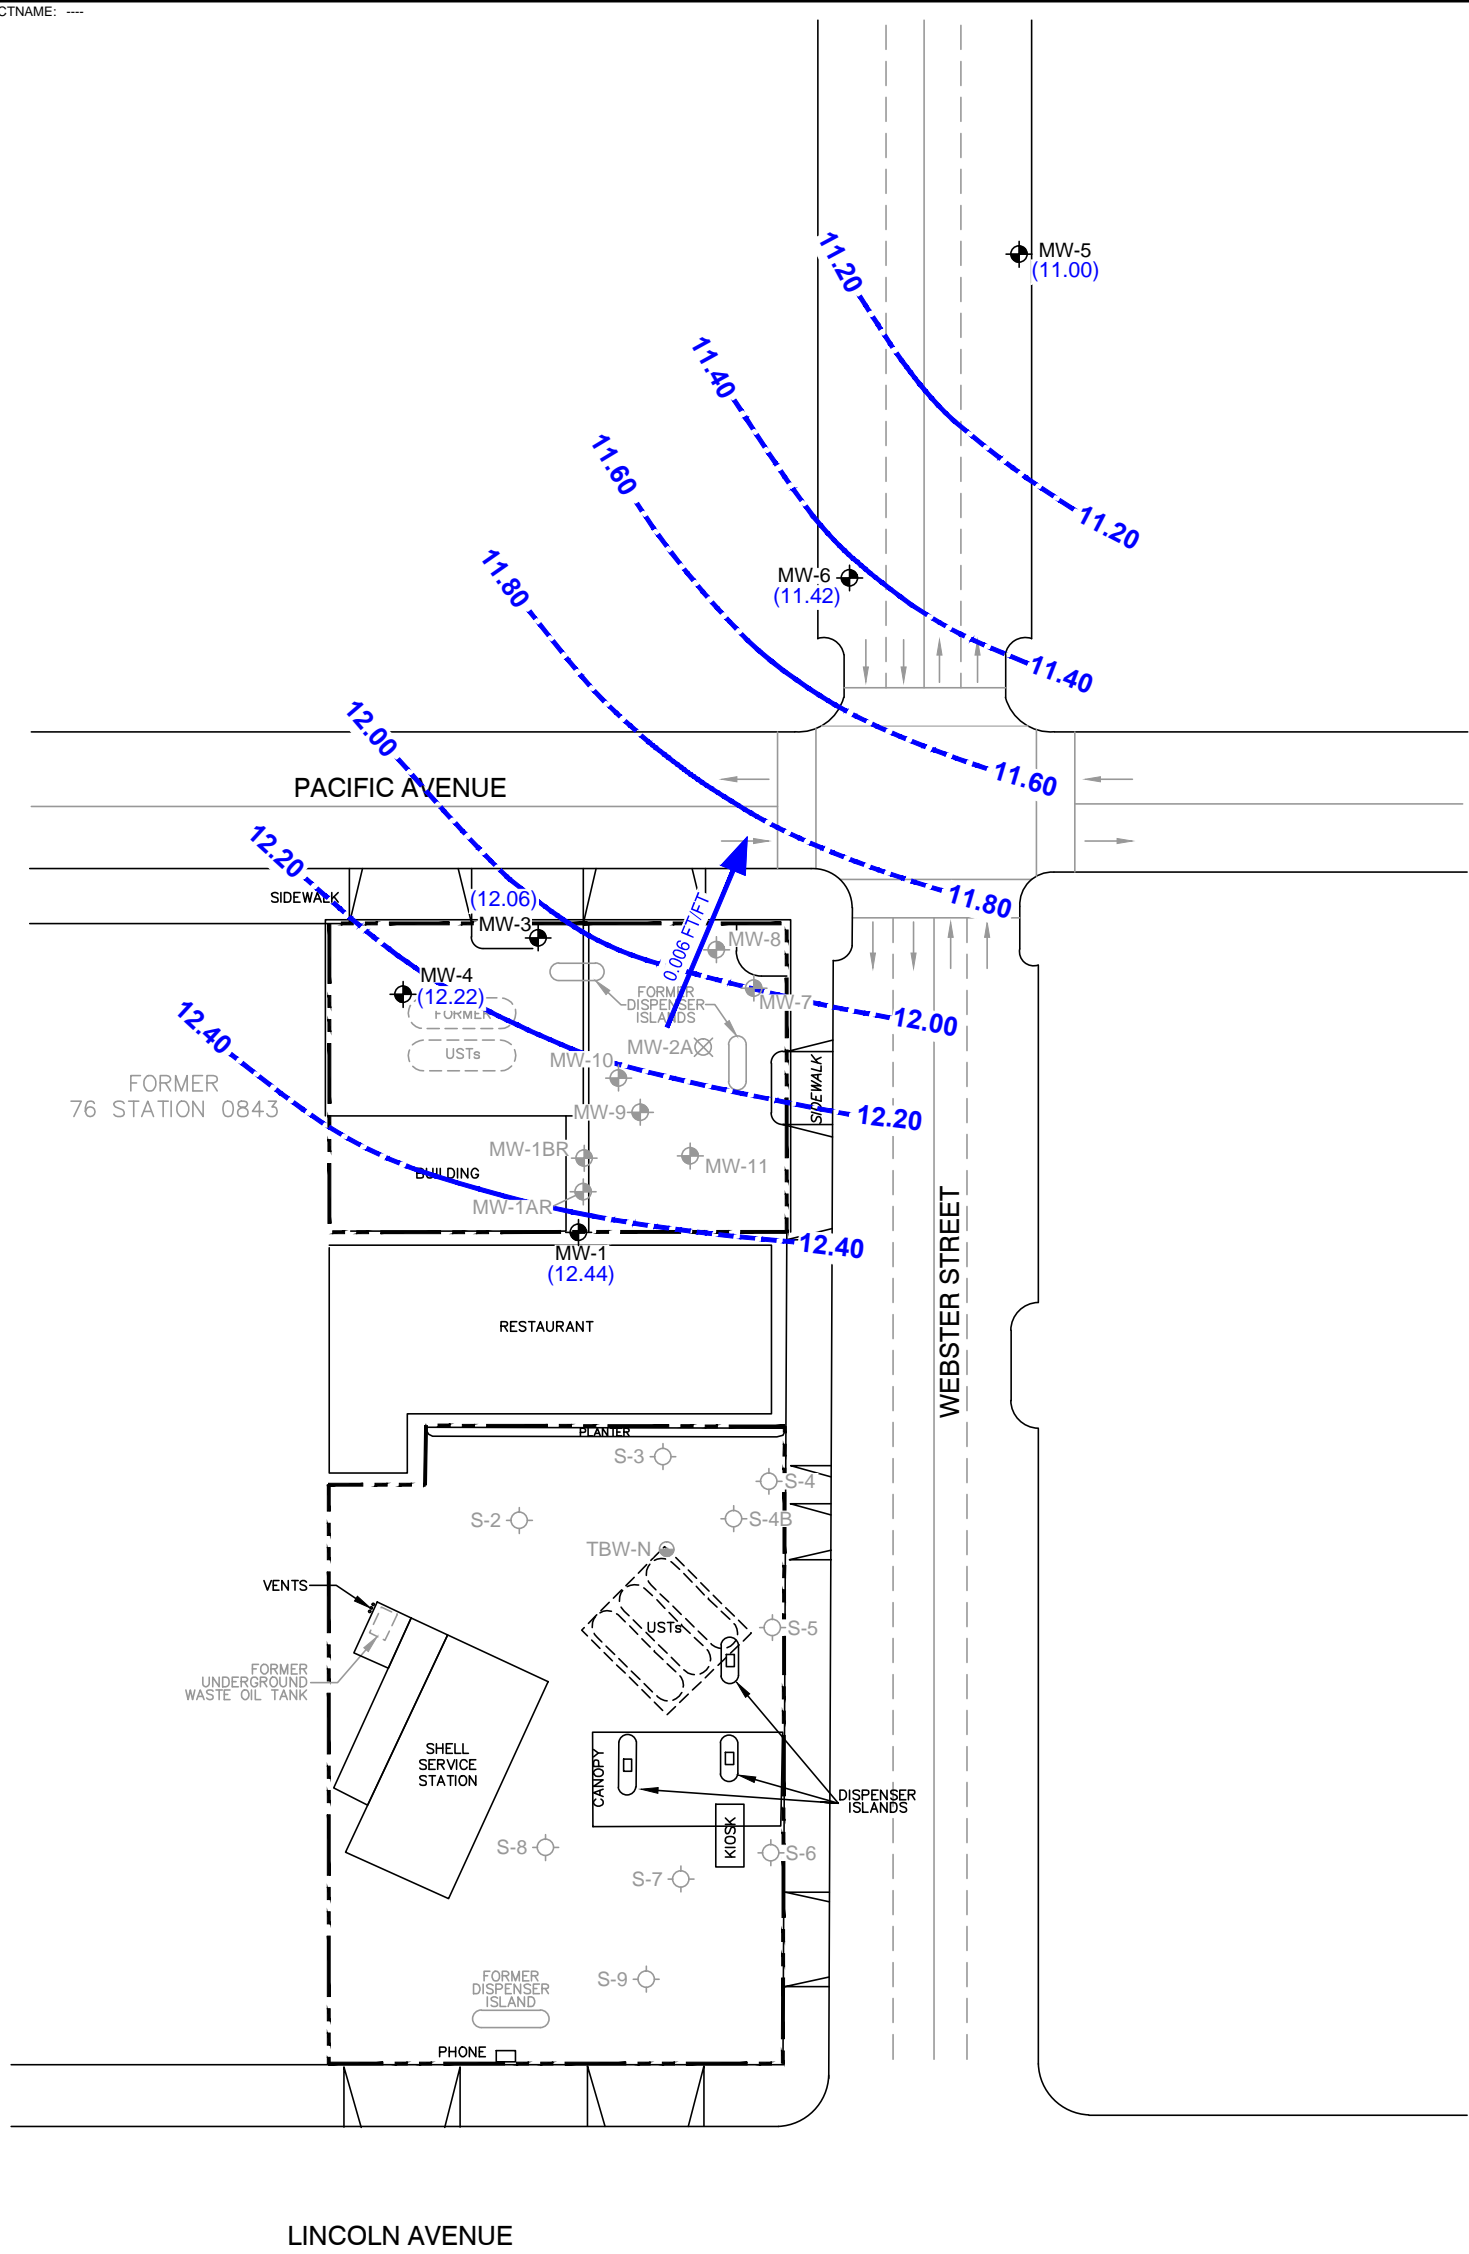 CTNAME: ----
11.20
MW-5
(11.00)
11.40
11.60
11.20
11.80
MW-6
(11.42)
11.40
12.00
11.60
PACIFIC AVENUE
12.20
11.80
SIDEWALK
(12.06)
MW-3
0.006 FT/FT
MW-8
MW-4
(12.22)
FORMER
USTs
FORMER
DISPENSER
ISLANDS
MW-7
12.00
12.40
MW-2A
MW-10
FORMER
76 STATION 0843
SIDEWALK
MW-9
12.20
MW-1BR
MW-11
BUILDING
MW-1AR
12.40
MW-1
(12.44)
WEBSTER STREET
RESTAURANT
PLANTER
S-3
S-4
S-2
S-4B
TBW-N
VENTS
USTs
S-5
FORMER
UNDERGROUND
WASTE OIL TANK
SHELL
SERVICE
STATION
CANOPY
DISPENSER
ISLANDS
KIOSK
S-8
S-6
S-7
FORMER
DISPENSER
ISLAND
S-9
PHONE
LINCOLN AVENUE